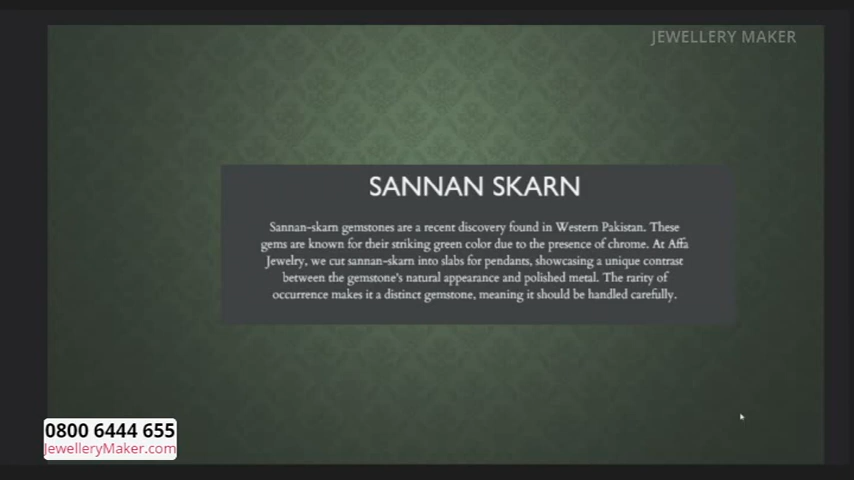 JEWELLERY MAKER
SANNAN SKARN
Sannan-skarn gemstones are a recent discovery found in Western Pakistan. These
gems are known for their striking green color due to the presence of chrome. At Affa
Jewelry, we cut sannan-skarn into slabs for pendants, showcasing a unique contrast
between the gemstone's natural appearance and polished metal. The rarity of
occurrence makes it a distinct gemstone, meaning it should be handled carefully.
0800 6444 655
JewelleryMaker.com